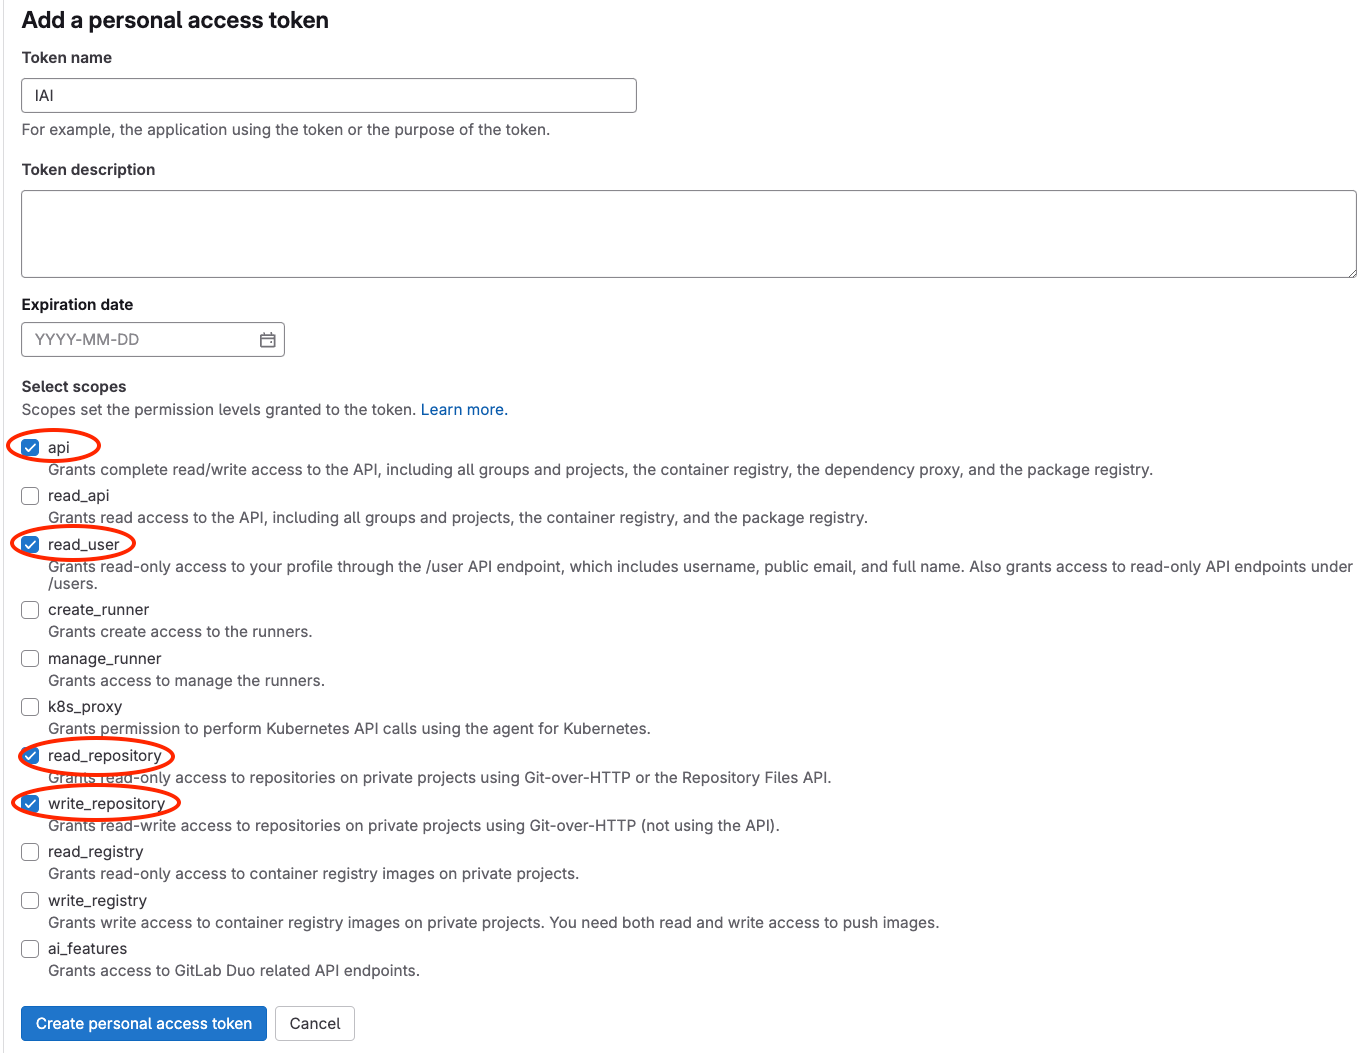 Add a personal access token
Token name
IAI
For example, the application using the token or the purpose of the token.
Token description
Expiration date
YYYY-MM-DD
Select scopes
Scopes set the permission levels granted to the token. Learn more.
api
Grants complete read/write access to the API, including all groups and projects, the container registry, the dependency proxy, and the package registry.
read_api
Grants read access to the API, including all groups and projects, the container registry, and the package registry.
read_user
Grants read-only access to your profile through the /user API endpoint, which includes username, public email, and full name. Also grants access to read-only API endpoints under
/users.
create_runner
Grants create access to the runners.
manage_runner
Grants access to manage the runners.
k8s_proxy
Grants permission to perform Kubernetes API calls using the agent for Kubernetes.
read_repository
Grants read-only access to repositories on private projects using Git-over-HTTP or the Repository Files API.
write_repository
Grants read-write access to repositories on private projects using Git-over-HTTP (not using the API).
read_registry
Grants read-only access to container registry images on private projects.
write_registry
Grants write access to container registry images on private projects. You need both read and write access to push images.
ai_features
Grants access to GitLab Duo related API endpoints.
Create personal access token Cancel